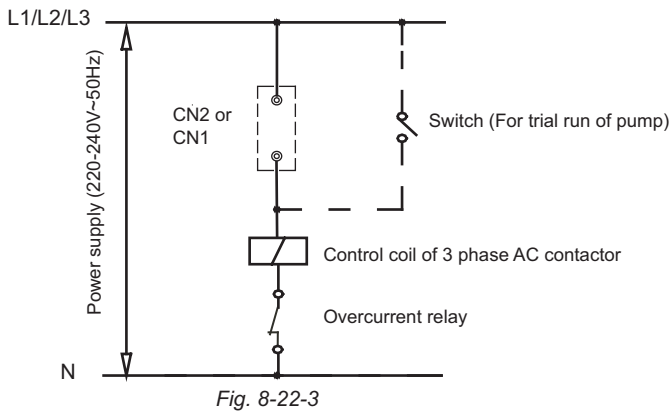 L1/L2/L3
Power supply (220-240V~50Hz)
CN2 or
CN1
Switch (For trial run of pump)
Control coil of 3 phase AC contactor
Overcurrent relay
N
Fig. 8-22-3